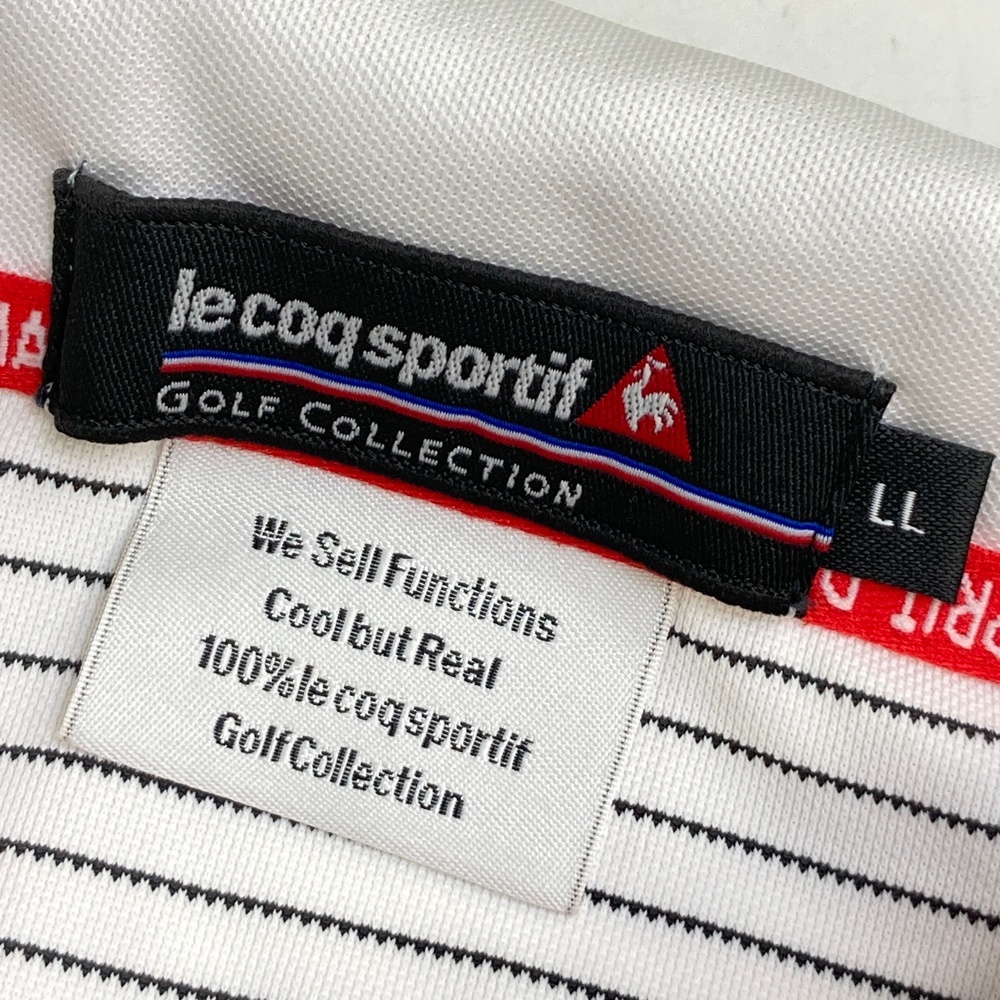 le coq sportif
GOLF COLLECTION
LL
We Sell Functions
Cool but Real
100% le coq sportif
Golf Collection